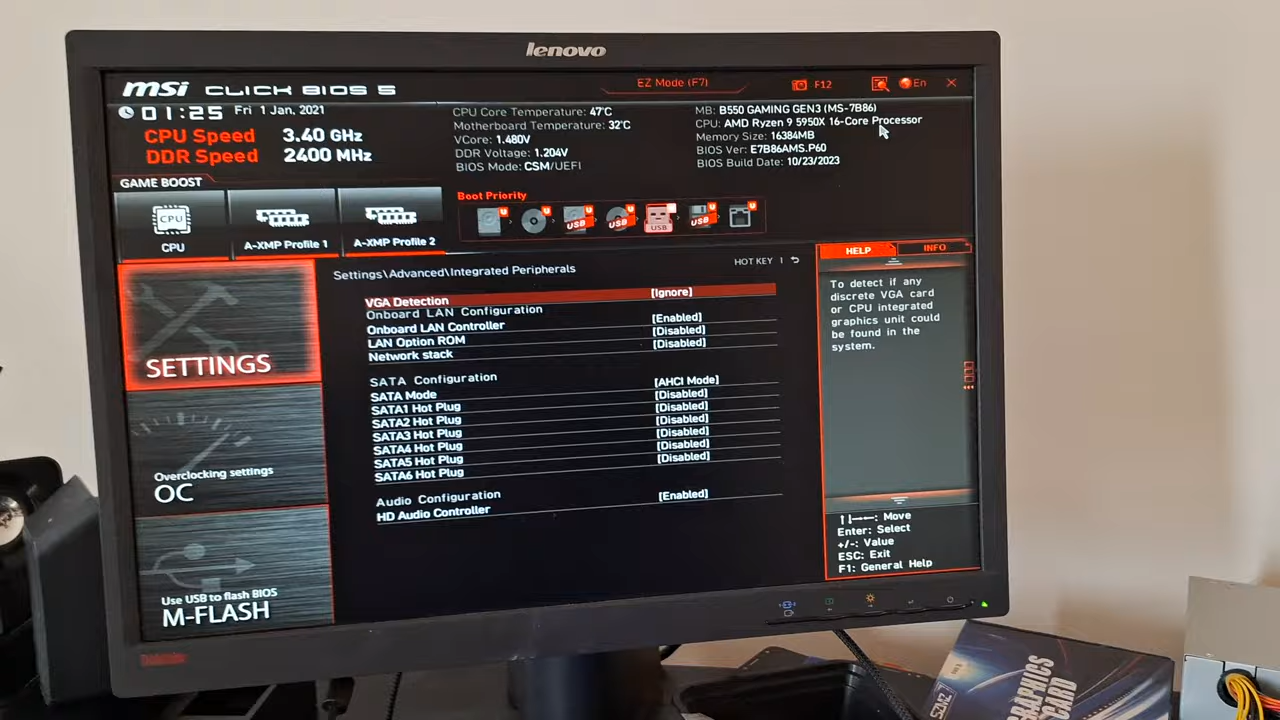 lenovo
msi CLICK BIOS 5
EZ Mode (F7)
F12
En
01:25 Fri 1 Jan, 2021
CPU Speed 3.40 GHz
DDR Speed 2400 MHz
CPU Core Temperature: 47°C
Motherboard Temperature: 32°C
VCore: 1.480V
DDR Voltage: 1.204V
BIOS Mode: CSM/UEFI
MB: B550 GAMING GEN3 (MS-7B86)
CPU: AMD Ryzen 9 5950X 16-Core Processor
Memory Size: 16384MB
BIOS Ver: E7B86AMS.P60
BIOS Build Date: 10/23/2023
GAME BOOST
CPU
CPU
A-XMP Profile 1
A-XMP Profile 2
Boot Priority
U U USB U USB U USB USB U U
SETTINGS
Overclocking settings
OC
Use USB to flash BIOS
M-FLASH
Settings\Advanced\Integrated Peripherals
HOT KEY
VGA Detection [Ignore]
Onboard LAN Configuration
Onboard LAN Controller [Enabled]
LAN Option ROM [Disabled]
Network stack [Disabled]
SATA Configuration
SATA Mode [AHCI Mode]
SATA1 Hot Plug [Disabled]
SATA2 Hot Plug [Disabled]
SATA3 Hot Plug [Disabled]
SATA4 Hot Plug [Disabled]
SATA5 Hot Plug [Disabled]
SATA6 Hot Plug [Disabled]
Audio Configuration
HD Audio Controller [Enabled]
HELP
INFO
To detect if any
discrete VGA card
or CPU integrated
graphics unit could
be found in the
system.
: Move
Enter: Select
+/-: Value
ESC: Exit
F1: General Help
GRAPHICS
CARD